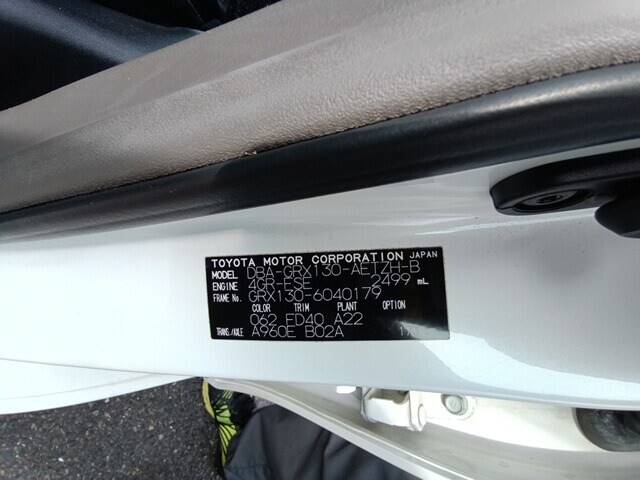 TOYOTA MOTOR CORPORATION JAPAN
MODEL DBA-GRX130-AETZH-B
ENGINE 4GR-FSE 2499 mL
FRAME No. GRX130-6040179
COLOR TRIM PLANT OPTION
062 FD40 A22
TRANS./AXLE A960E B02A